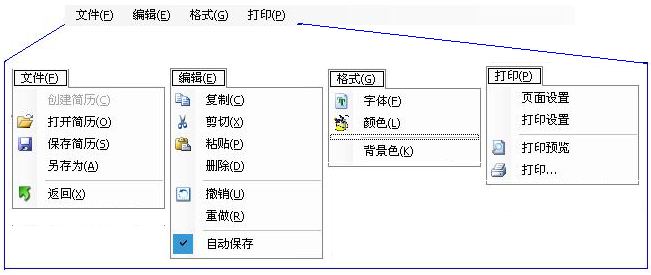 文件(F) 编辑(E) 格式(G) 打印(P)
文件(F)
创建简历(C)
打开简历(O)
保存简历(S)
另存为(A)
返回(X)
编辑(E)
复制(C)
剪切(X)
粘贴(P)
删除(D)
撤销(U)
重做(R)
自动保存
格式(G)
字体(F)
颜色(L)
背景色(K)
打印(P)
页面设置
打印设置
打印预览
打印...